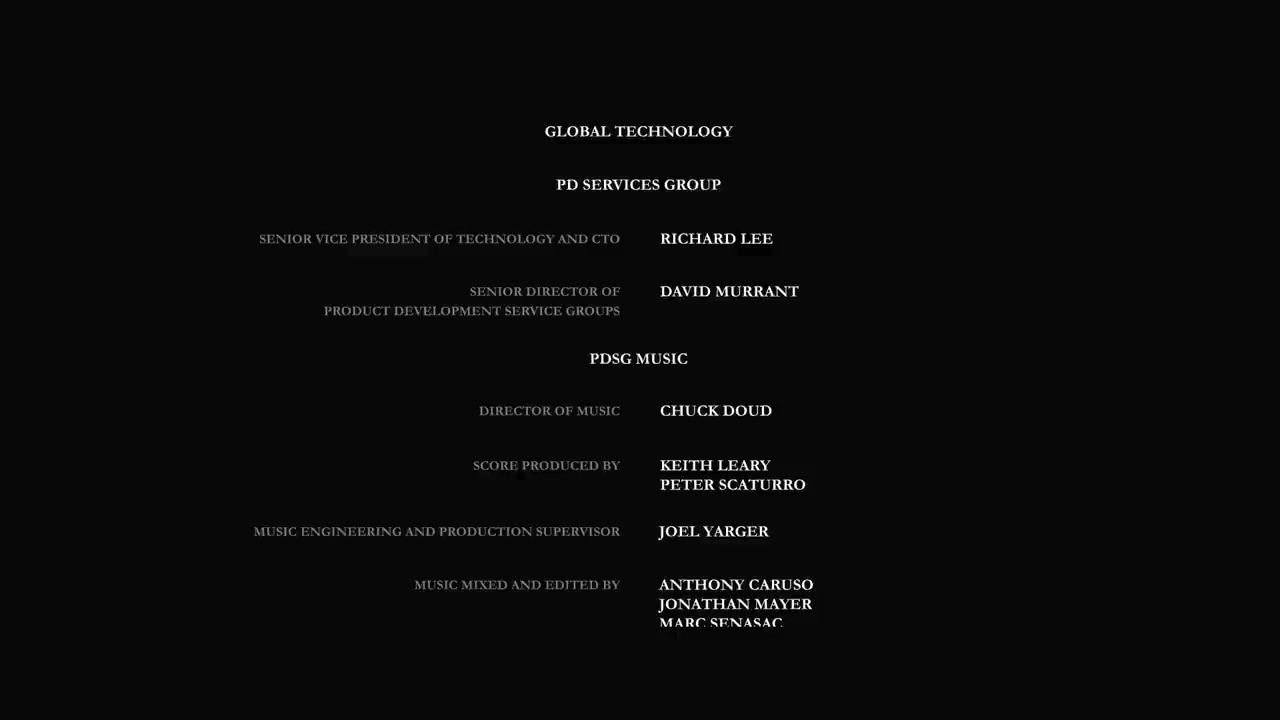 GLOBAL TECHNOLOGY
PD SERVICES GROUP
SENIOR VICE PRESIDENT OF TECHNOLOGY AND CTO RICHARD LEE
SENIOR DIRECTOR OF DAVID MURRANT
PRODUCT DEVELOPMENT SERVICE GROUPS
PDSG MUSIC
DIRECTOR OF MUSIC CHUCK DOUD
SCORE PRODUCED BY KEITH LEARY
PETER SCATURRO
MUSIC ENGINEERING AND PRODUCTION SUPERVISOR JOEL YARGER
MUSIC MIXED AND EDITED BY ANTHONY CARUSO
JONATHAN MAYER
MARC SENASAC